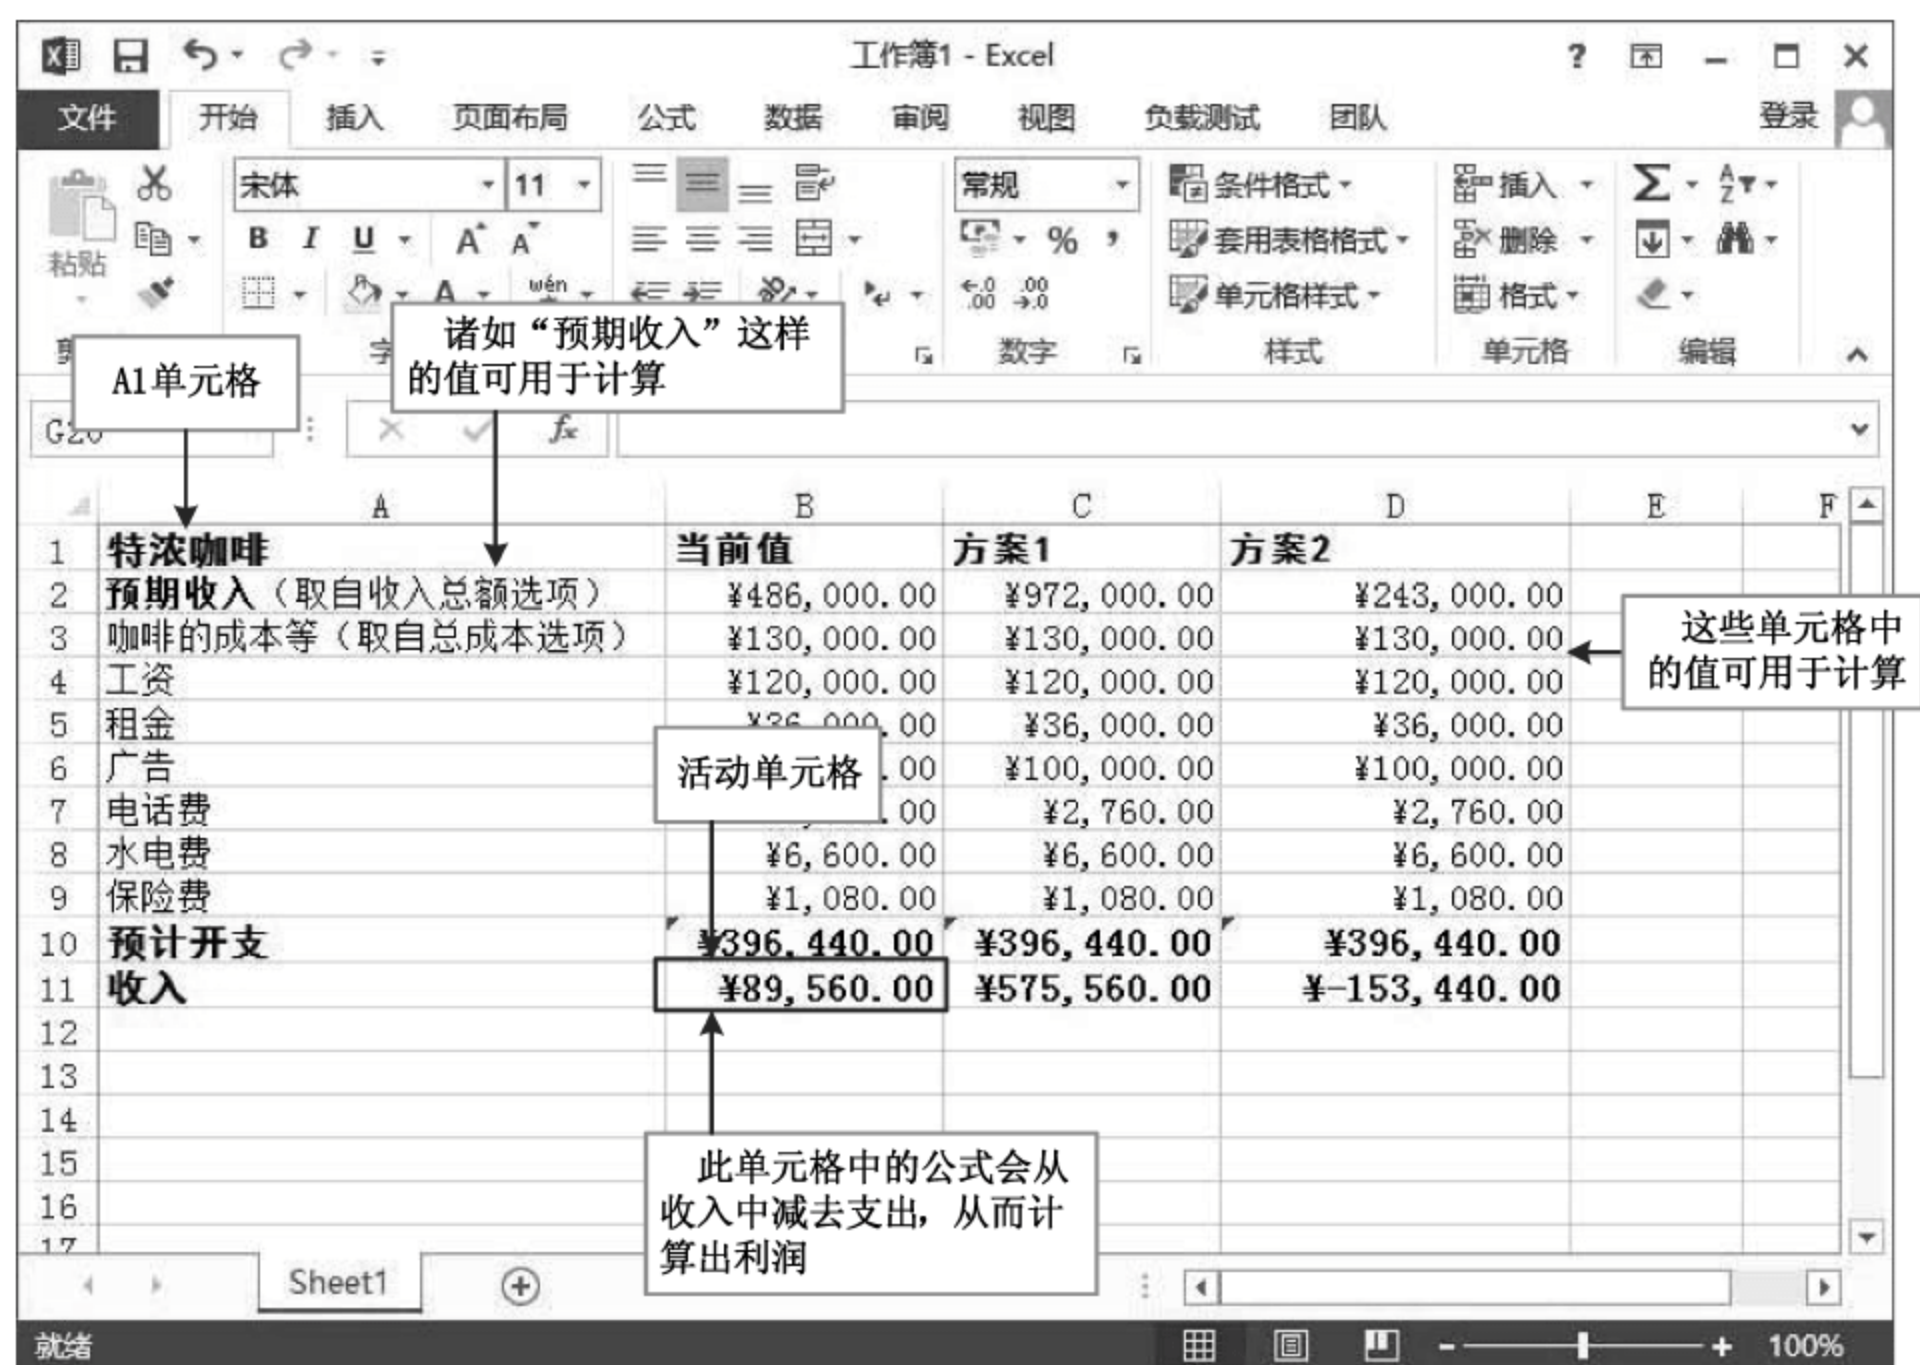 工作簿1 - Excel
文件 开始 插入 页面布局 公式 数据 审阅 视图 负载测试 团队 登录
宋体 11 常规 条件格式 插入
粘贴 B I U A A % 套用表格格式 删除
A wén 单元格样式 格式
数字 样式 单元格 编辑
A1单元格
诸如“预期收入”这样
的值可用于计算
fx
A B C D E F
1 特浓咖啡 当前值 方案1 方案2
2 预期收入（取自收入总额选项） ¥486,000.00 ¥972,000.00 ¥243,000.00
3 咖啡的成本等（取自总成本选项） ¥130,000.00 ¥130,000.00 ¥130,000.00
4 工资 ¥120,000.00 ¥120,000.00 ¥120,000.00
5 租金 ¥36,000.00 ¥36,000.00
6 广告 .00 ¥100,000.00 ¥100,000.00
7 电话费 .00 ¥2,760.00 ¥2,760.00
8 水电费 ¥6,600.00 ¥6,600.00 ¥6,600.00
9 保险费 ¥1,080.00 ¥1,080.00 ¥1,080.00
10 预计开支 ¥396,440.00 ¥396,440.00 ¥396,440.00
11 收入 ¥89,560.00 ¥575,560.00 ¥-153,440.00
12
13
14
15
16
17
这些单元格中
的值可用于计算
活动单元格
此单元格中的公式会从
收入中减去支出，从而计
算出利润
Sheet1
就绪 100%